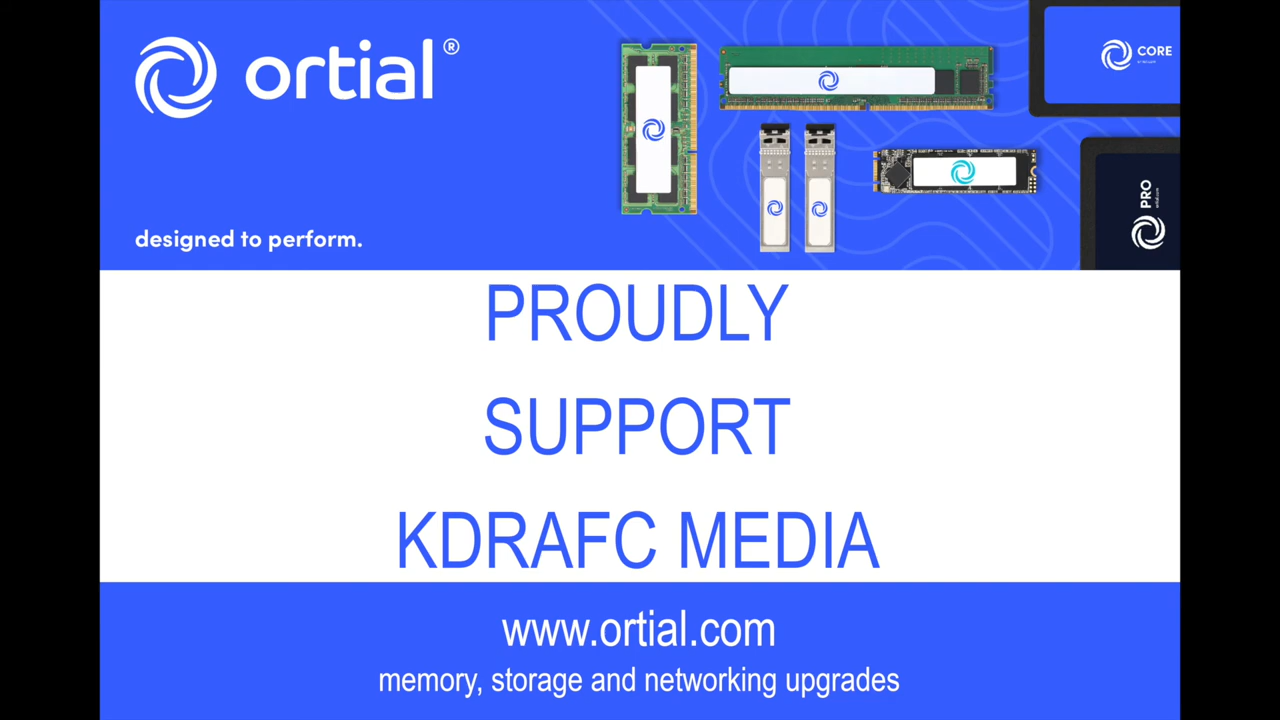 ortial®
CORE
PRO
designed to perform.
PROUDLY
SUPPORT
KDRAFC MEDIA
www.ortial.com
memory, storage and networking upgrades